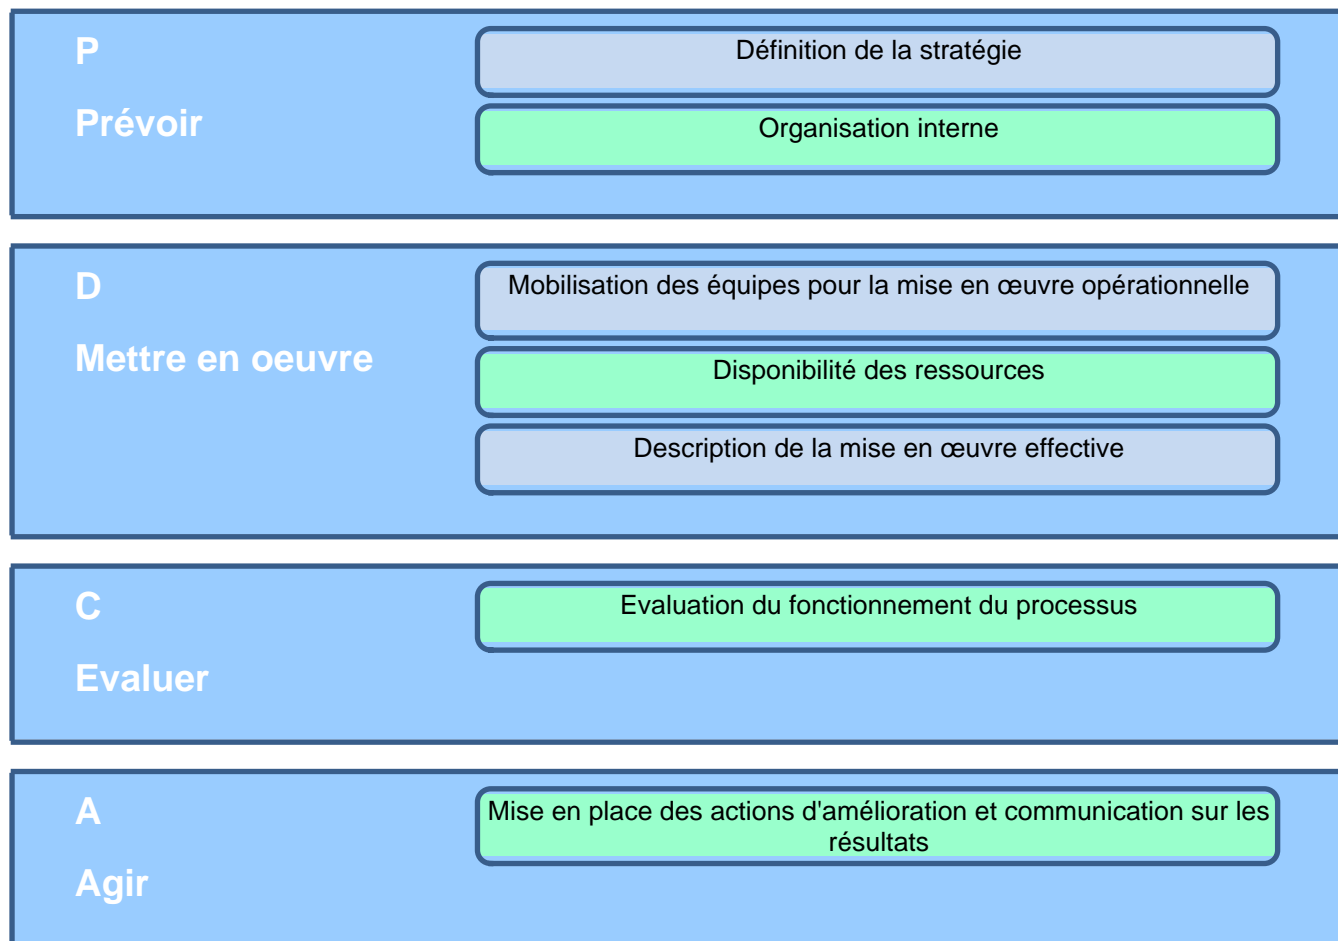 P
Prévoir
Définition de la stratégie
Organisation interne
D
Mettre en oeuvre
Mobilisation des équipes pour la mise en œuvre opérationnelle
Disponibilité des ressources
Description de la mise en œuvre effective
C
Evaluer
Evaluation du fonctionnement du processus
A
Agir
Mise en place des actions d'amélioration et communication sur les
résultats